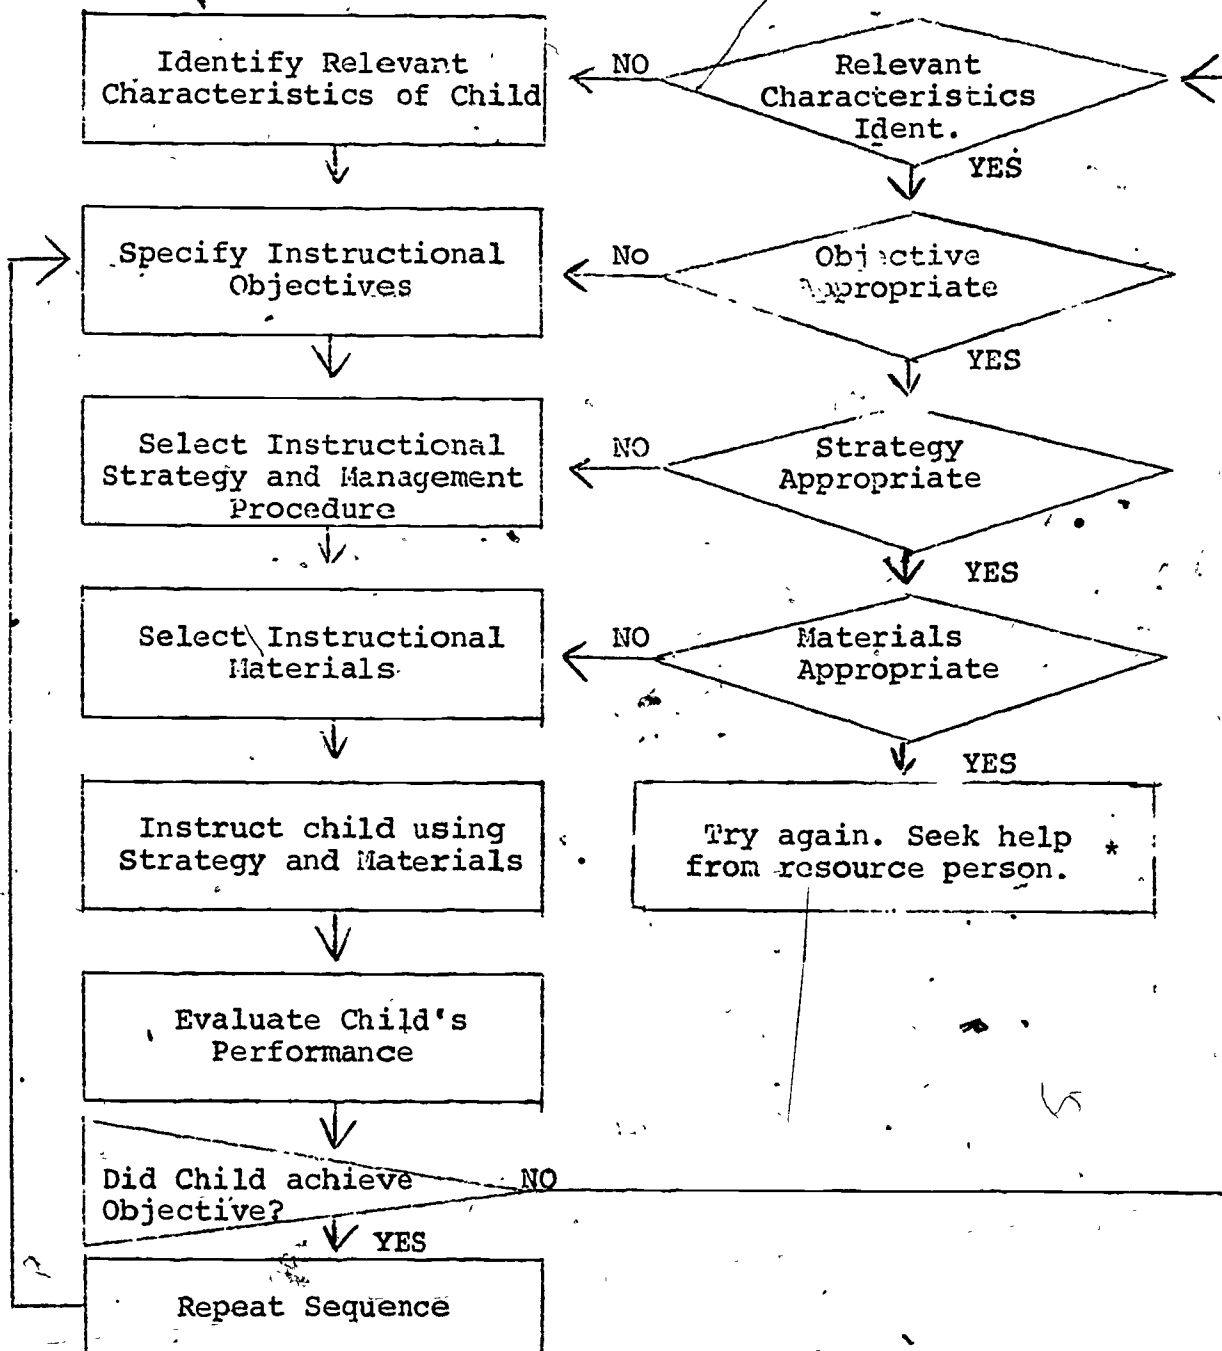 Identify Relevant
Characteristics of Child
NO
Relevant
Characteristics
Ident.
YES
Specify Instructional
Objectives
No
Objective
Appropriate
YES
Select Instructional
Strategy and Management
Procedure
NO
Strategy
Appropriate
YES
Select Instructional
Materials
NO
Materials
Appropriate
YES
Instruct child using
Strategy and Materials
Try again. Seek help *
from resource person.
Evaluate Child's
Performance
Did Child achieve
Objective?
NO
YES
Repeat Sequence